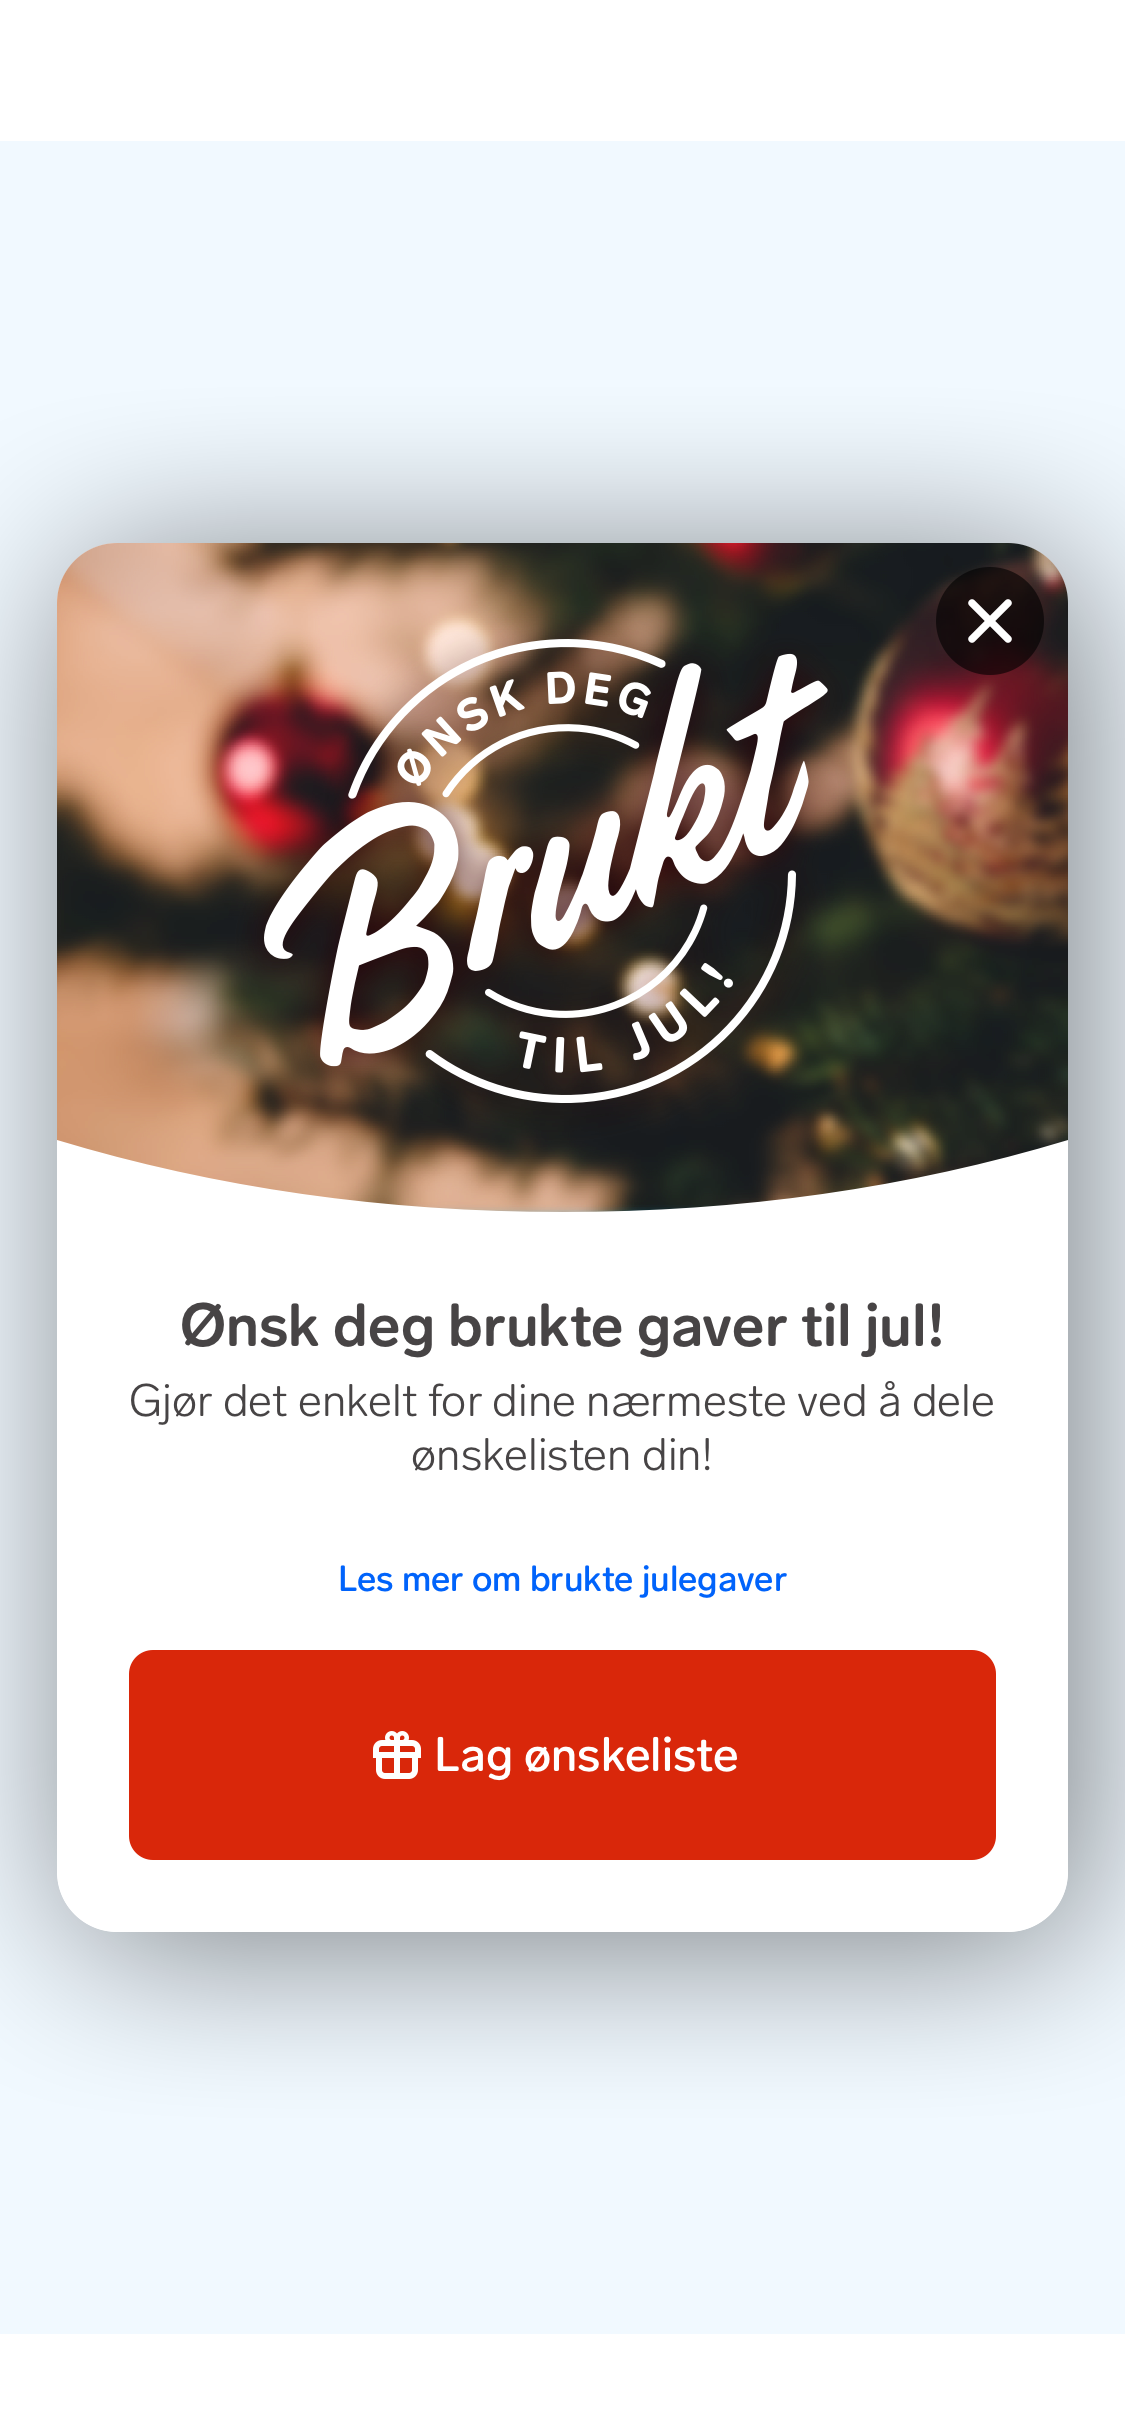 ØNSK DEG
Brukt
TIL JUL!
Ønsk deg brukte gaver til jul!
Gjør det enkelt for dine nærmeste ved å dele
ønskelisten din!
Les mer om brukte julegaver
Lag ønskeliste